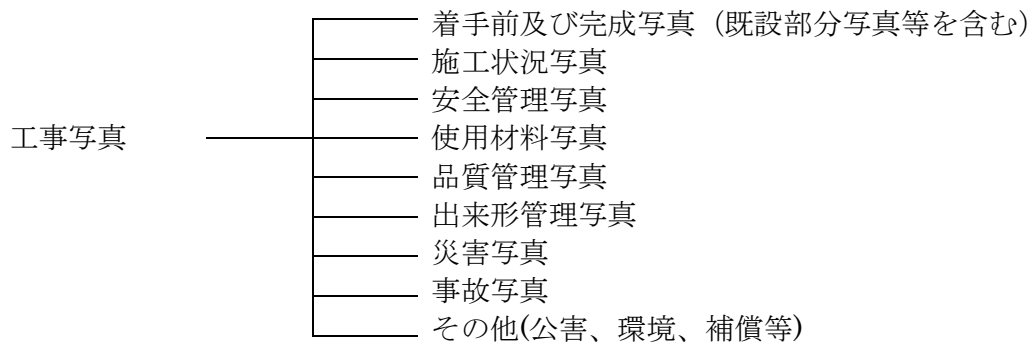 着手前及び完成写真（既設部分写真等を含む）
施工状況写真
安全管理写真
工事写真
使用材料写真
品質管理写真
出来形管理写真
災害写真
事故写真
その他(公害、環境、補償等)